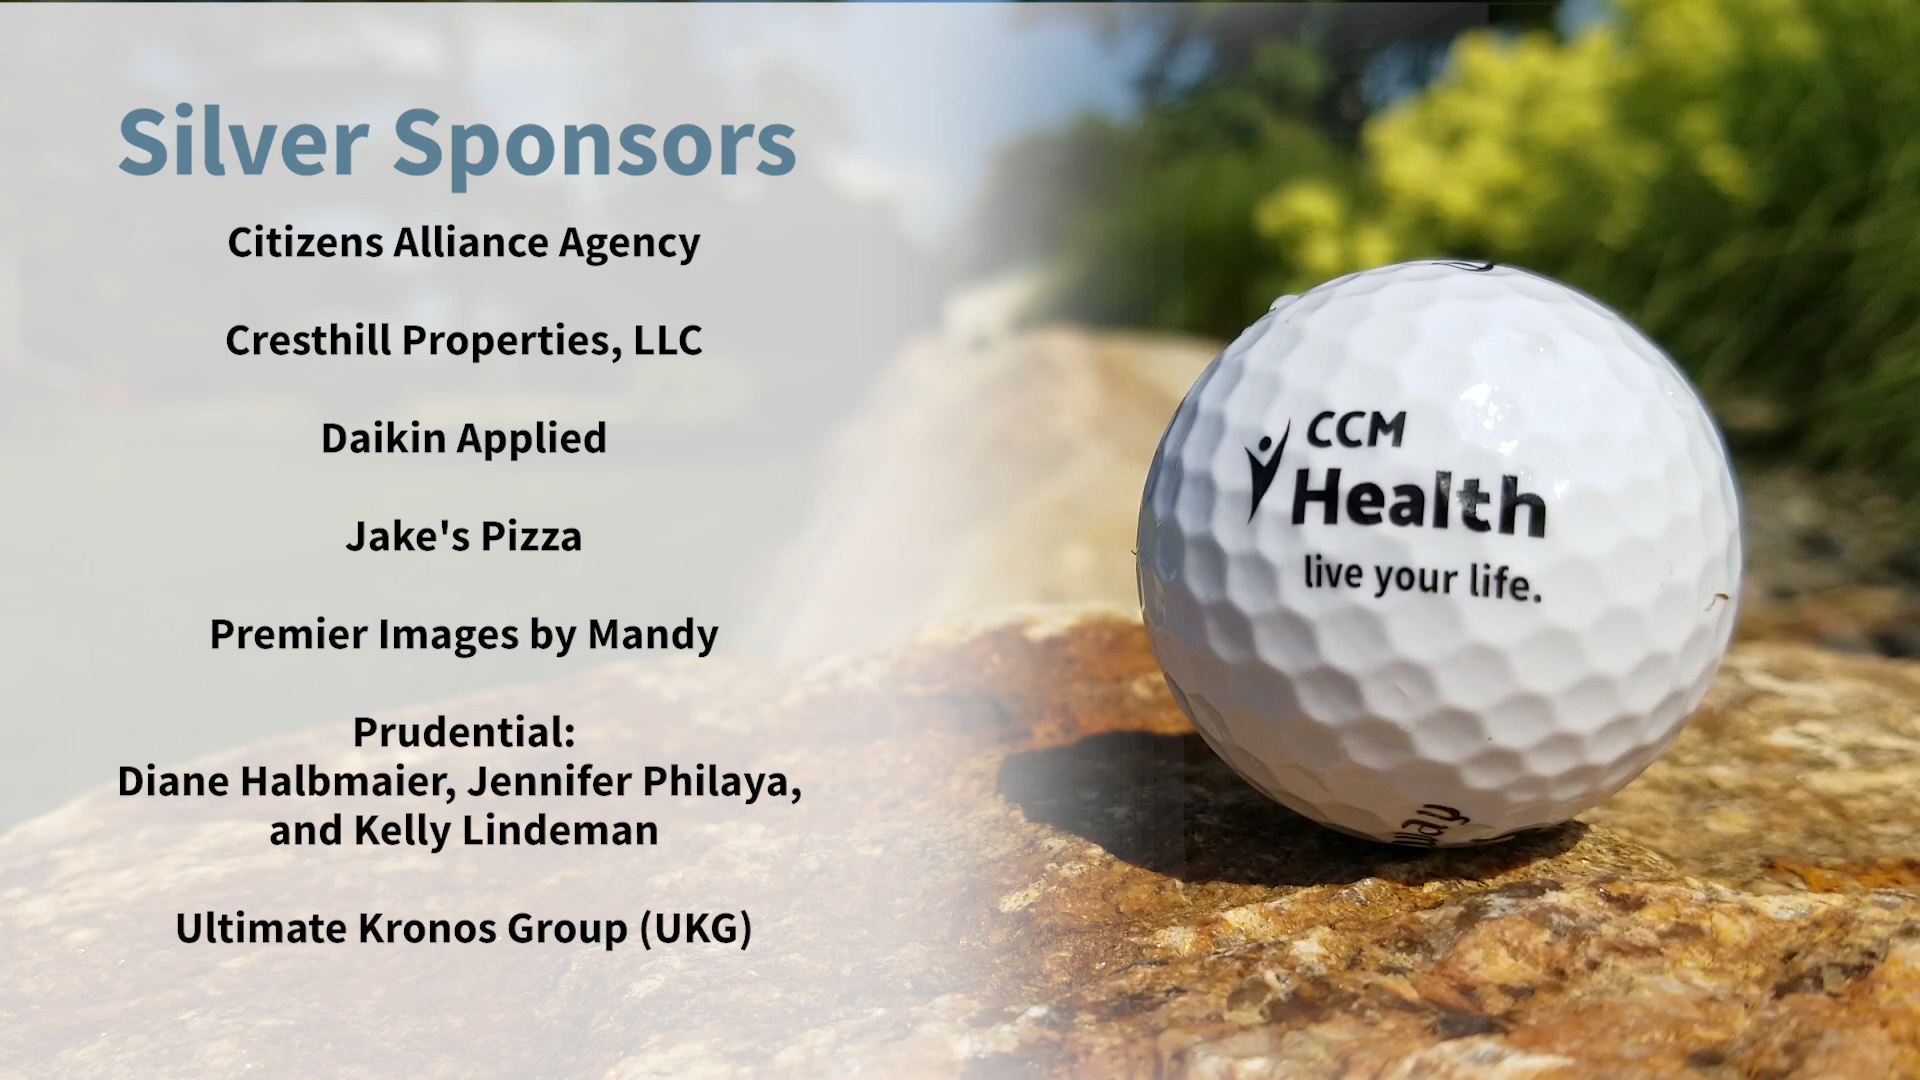 Silver Sponsors
Citizens Alliance Agency
Cresthill Properties, LLC
Daikin Applied
Jake's Pizza
Premier Images by Mandy
Prudential:
Diane Halbmaier, Jennifer Philaya,
and Kelly Lindeman
Ultimate Kronos Group (UKG)
CCM
Health
live your life.